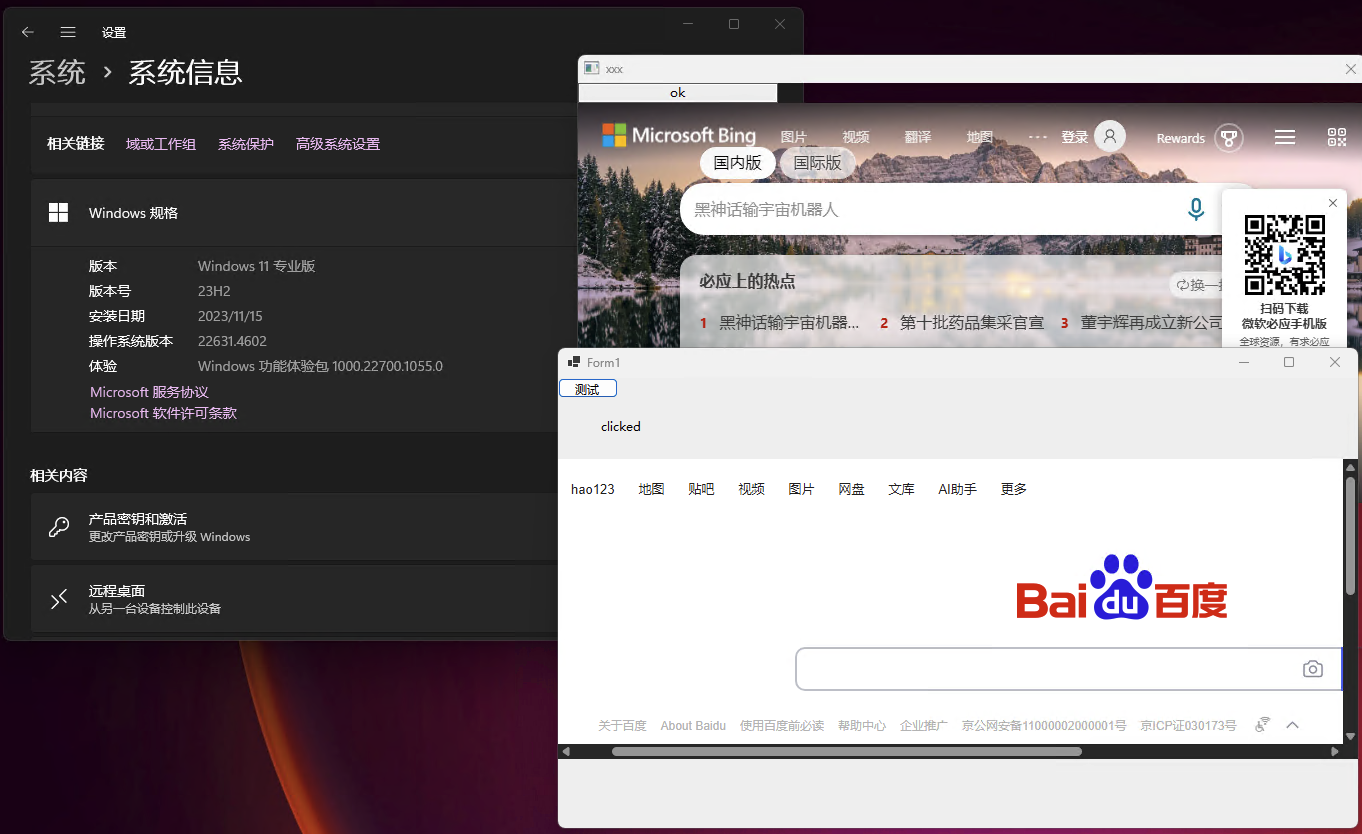 设置
系统 › 系统信息
相关链接 域或工作组 系统保护 高级系统设置
Windows 规格
版本 Windows 11 专业版
版本号 23H2
安装日期 2023/11/15
操作系统版本 22631.4602
体验 Windows 功能体验包 1000.22700.1055.0
Microsoft 服务协议
Microsoft 软件许可条款
相关内容
产品密钥和激活
更改产品密钥或升级 Windows
远程桌面
从另一台设备控制此设备
xxx
ok
Microsoft Bing 图片 视频 翻译 地图 ··· 登录 Rewards
国内版 国际版
黑神话输宇宙机器人
必应上的热点
1 黑神话输宇宙机器... 2 第十批药品集采官宣 3 董宇辉再成立新公司
扫码下载
微软必应手机版
全球资源，有求必应
Form1
测试
clicked
hao123 地图 贴吧 视频 图片 网盘 文库 AI助手 更多
Baidu百度
关于百度 About Baidu 使用百度前必读 帮助中心 企业推广 京公网安备11000002000001号 京ICP证030173号